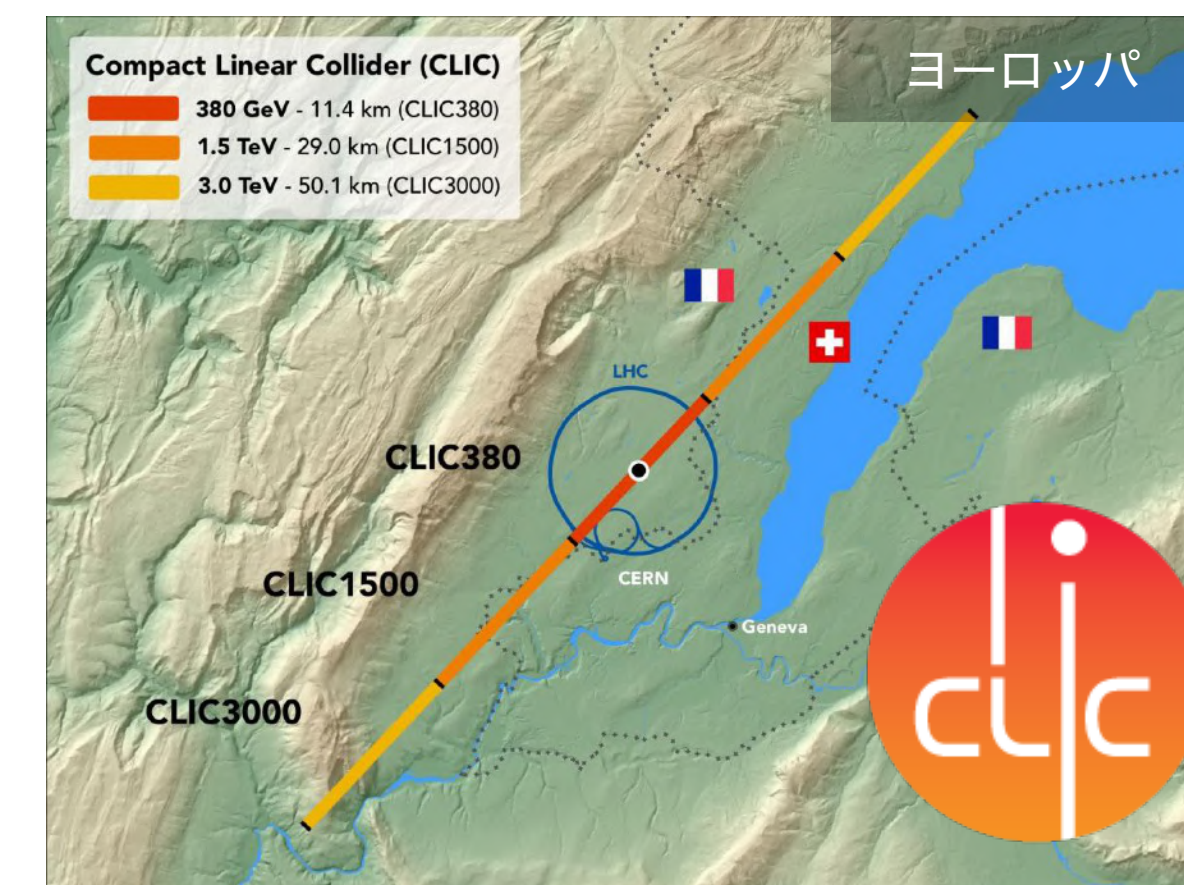 ヨーロッパ
Compact Linear Collider (CLIC)
380 GeV - 11.4 km (CLIC380)
1.5 TeV - 29.0 km (CLIC1500)
3.0 TeV - 50.1 km (CLIC3000)
LHC
CLIC380
CERN
CLIC1500
Geneva
CLIC3000
clic